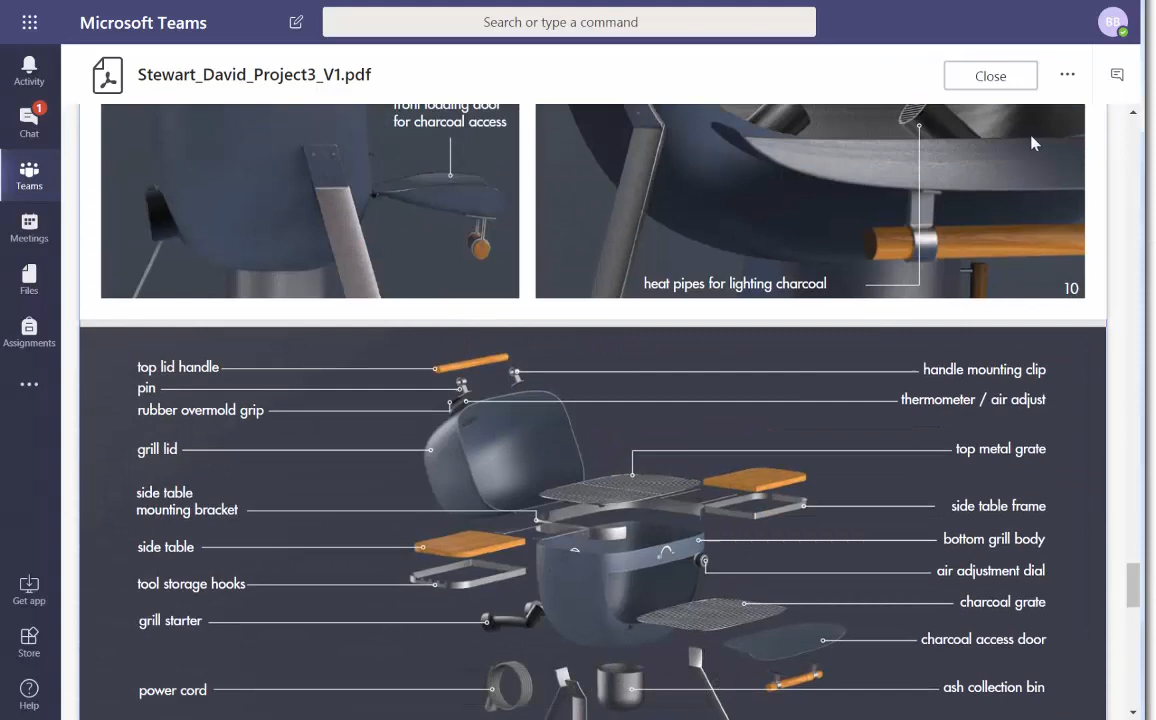 Microsoft Teams
Search or type a command
BB
Activity
Stewart_David_Project3_V1.pdf
Close
1
Chat
Teams
Meetings
Files
Assignments
Get app
Store
Help
front loading door
for charcoal access
heat pipes for lighting charcoal
10
top lid handle
pin
rubber overmold grip
grill lid
side table
mounting bracket
side table
tool storage hooks
grill starter
power cord
handle mounting clip
thermometer / air adjust
top metal grate
side table frame
bottom grill body
air adjustment dial
charcoal grate
charcoal access door
ash collection bin